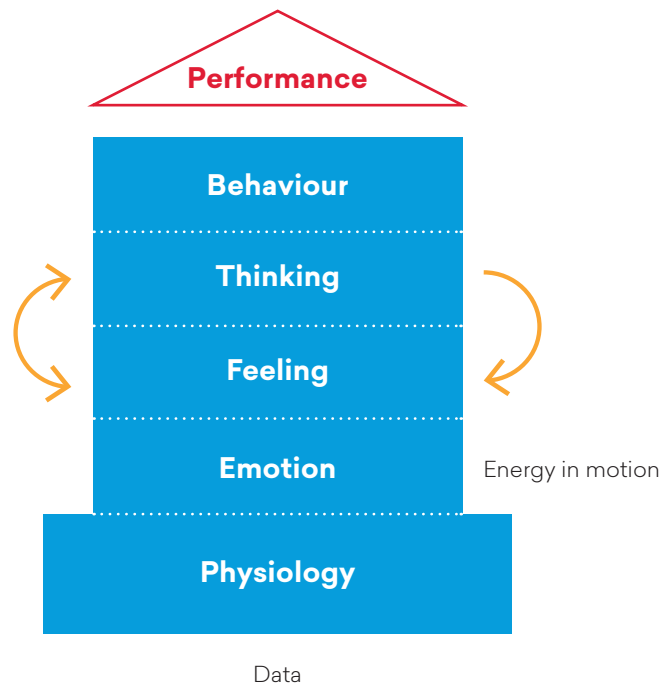 Performance
Behaviour
Thinking
Feeling
Emotion
Energy in motion
Physiology
Data